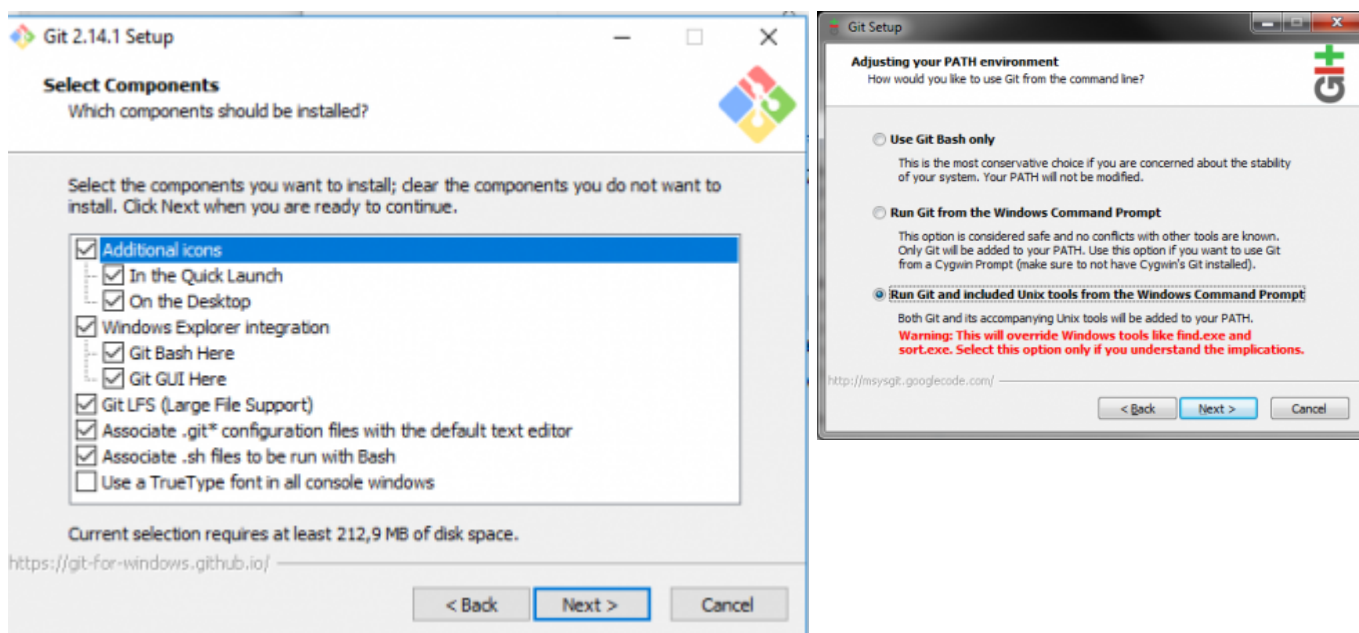 Git 2.14.1 Setup
Select Components
Which components should be installed?
Select the components you want to install; clear the components you do not want to
install. Click Next when you are ready to continue.
Additional icons
In the Quick Launch
On the Desktop
Windows Explorer integration
Git Bash Here
Git GUI Here
Git LFS (Large File Support)
Associate .git* configuration files with the default text editor
Associate .sh files to be run with Bash
Use a TrueType font in all console windows
Current selection requires at least 212,9 MB of disk space.
https://git-for-windows.github.io/
< Back
Next >
Cancel
Git Setup
Adjusting your PATH environment
How would you like to use Git from the command line?
Git
Use Git Bash only
This is the most conservative choice if you are concerned about the stability
of your system. Your PATH will not be modified.
Run Git from the Windows Command Prompt
This option is considered safe and no conflicts with other tools are known.
Only Git will be added to your PATH. Use this option if you want to use Git
from a Cygwin Prompt (make sure to not have Cygwin's Git installed).
Run Git and included Unix tools from the Windows Command Prompt
Both Git and its accompanying Unix tools will be added to your PATH.
Warning: This will override Windows tools like find.exe and
sort.exe. Select this option only if you understand the implications.
http://msysgit.googlecode.com/
< Back
Next >
Cancel